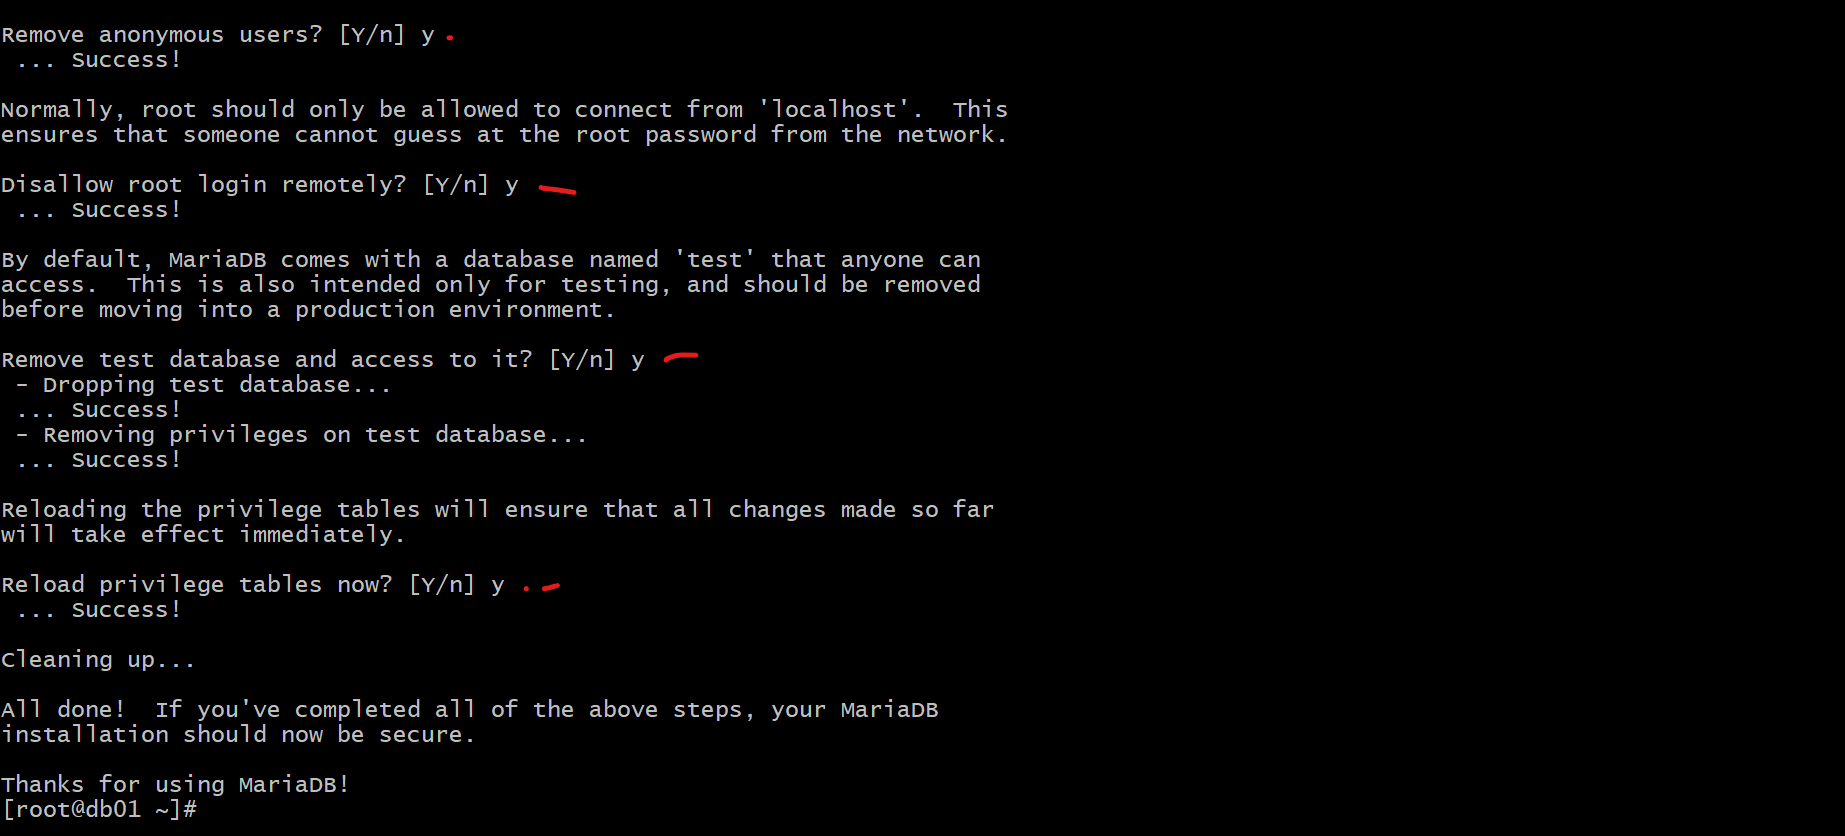 Remove anonymous users? [Y/n] y
 ... Success!
Normally, root should only be allowed to connect from 'localhost'.  This
ensures that someone cannot guess at the root password from the network.
Disallow root login remotely? [Y/n] y
 ... Success!
By default, MariaDB comes with a database named 'test' that anyone can
access.  This is also intended only for testing, and should be removed
before moving into a production environment.
Remove test database and access to it? [Y/n] y
 - Dropping test database...
 ... Success!
 - Removing privileges on test database...
 ... Success!
Reloading the privilege tables will ensure that all changes made so far
will take effect immediately.
Reload privilege tables now? [Y/n] y
 ... Success!
Cleaning up...
All done!  If you've completed all of the above steps, your MariaDB
installation should now be secure.
Thanks for using MariaDB!
[root@db01 ~]#